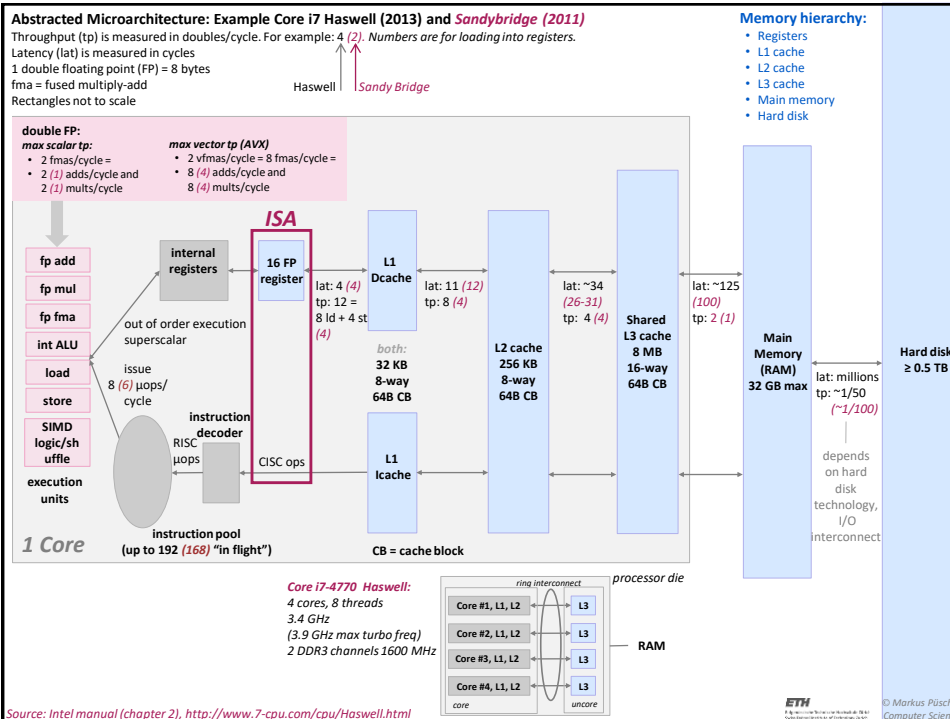 Abstracted Microarchitecture: Example Core i7 Haswell (2013) and Sandybridge (2011)
Throughput (tp) is measured in doubles/cycle. For example: 4 (2). Numbers are for loading into registers.
Latency (lat) is measured in cycles
1 double floating point (FP) = 8 bytes
fma = fused multiply-add
Rectangles not to scale
Haswell
Sandy Bridge
Memory hierarchy:
• Registers
• L1 cache
• L2 cache
• L3 cache
• Main memory
• Hard disk
double FP:
max scalar tp:
• 2 fmas/cycle =
• 2 (1) adds/cycle and
2 (1) mults/cycle
max vector tp (AVX)
• 2 vfmas/cycle = 8 fmas/cycle =
• 8 (4) adds/cycle and
8 (4) mults/cycle
ISA
fp add
fp mul
fp fma
int ALU
load
store
SIMD
logic/sh
uffle
execution
units
internal
registers
16 FP
register
out of order execution
superscalar
issue
8 (6) µops/
cycle
RISC
µops
instruction
decoder
CISC ops
instruction pool
(up to 192 (168) “in flight”)
1 Core
lat: 4 (4)
tp: 12 =
8 ld + 4 st
(4)
L1
Dcache
both:
32 KB
8-way
64B CB
L1
Icache
CB = cache block
lat: 11 (12)
tp: 8 (4)
L2 cache
256 KB
8-way
64B CB
lat: ~34
(26-31)
tp: 4 (4)
Shared
L3 cache
8 MB
16-way
64B CB
lat: ~125
(100)
tp: 2 (1)
Main
Memory
(RAM)
32 GB max
lat: millions
tp: ~1/50
(~1/100)
depends on hard
disk
technology,
I/O
interconnect
Hard disk
≥ 0.5 TB
Core i7-4770 Haswell:
4 cores, 8 threads
3.4 GHz
(3.9 GHz max turbo freq)
2 DDR3 channels 1600 MHz
ring interconnect
processor die
Core #1, L1, L2
L3
Core #2, L1, L2
L3
Core #3, L1, L2
L3
Core #4, L1, L2
L3
core
uncore
RAM
Source: Intel manual (chapter 2), http://www.7-cpu.com/cpu/Haswell.html
ETH
© Markus Püsch
Computer Scien